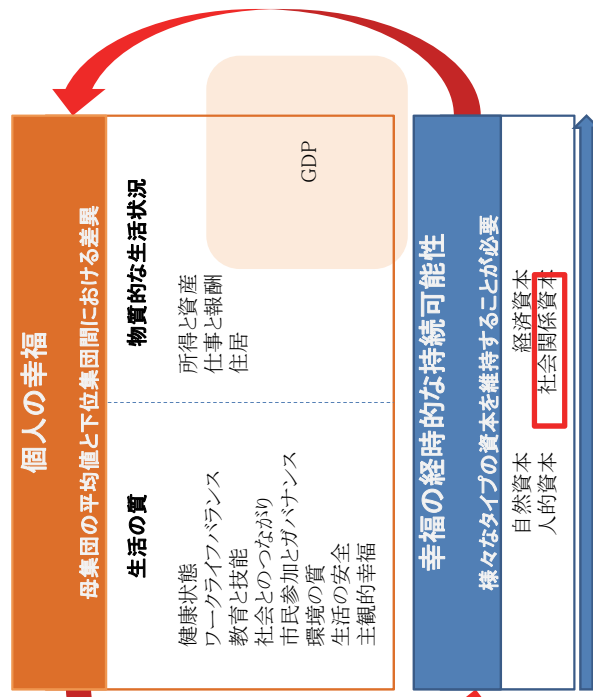 個人の幸福
母集団の平均値と下位集団間における差異
生活の質
健康状態
ワークライフバランス
教育と技能
社会とのつながり
市民参加とガバナンス
環境の質
生活の安全
主観的幸福
物質的な生活状況
所得と資産
仕事と報酬
住居
GDP
幸福の経時的な持続可能性
様々なタイプの資本を維持することが必要
自然資本
経済資本
人的資本
社会関係資本